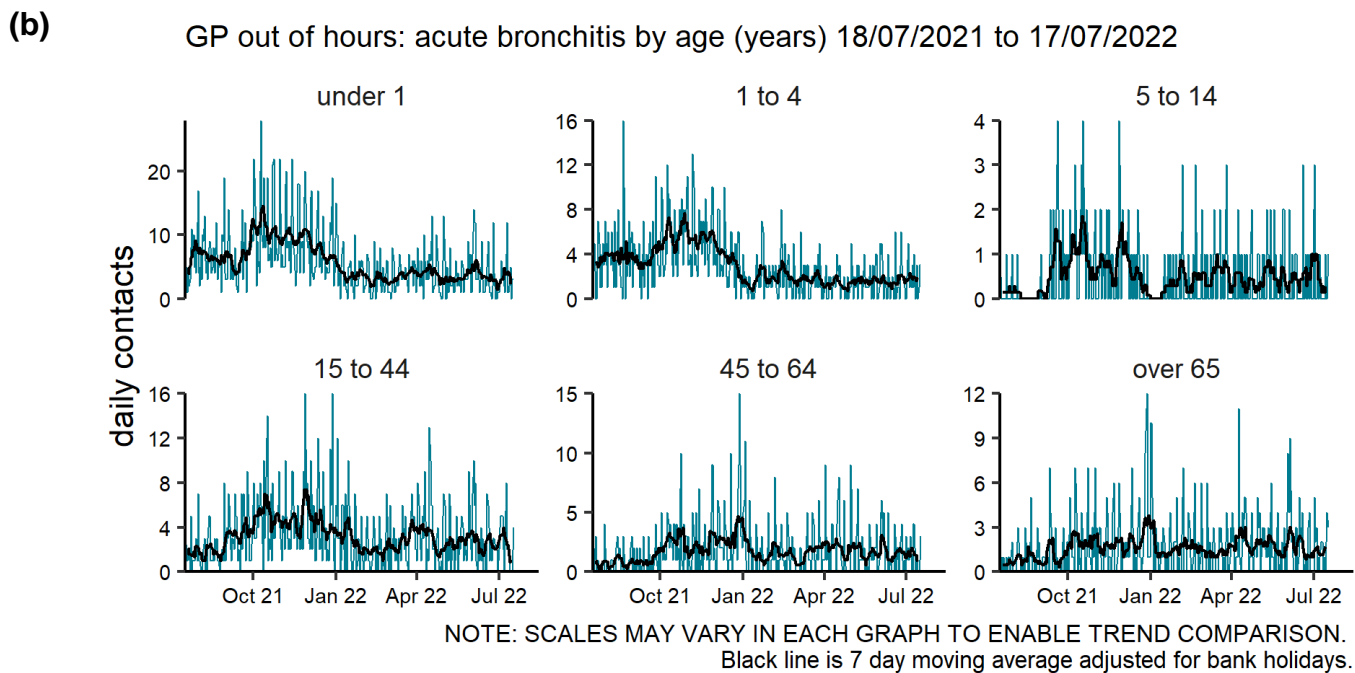 (b)
GP out of hours: acute bronchitis by age (years) 18/07/2021 to 17/07/2022
daily contacts
under 1
20
10
0
1 to 4
16
12
8
4
0
5 to 14
4
3
2
1
0
15 to 44
16
12
8
4
0
Oct 21 Jan 22 Apr 22 Jul 22
45 to 64
15
10
5
0
Oct 21 Jan 22 Apr 22 Jul 22
over 65
12
9
6
3
0
Oct 21 Jan 22 Apr 22 Jul 22
NOTE: SCALES MAY VARY IN EACH GRAPH TO ENABLE TREND COMPARISON.
Black line is 7 day moving average adjusted for bank holidays.